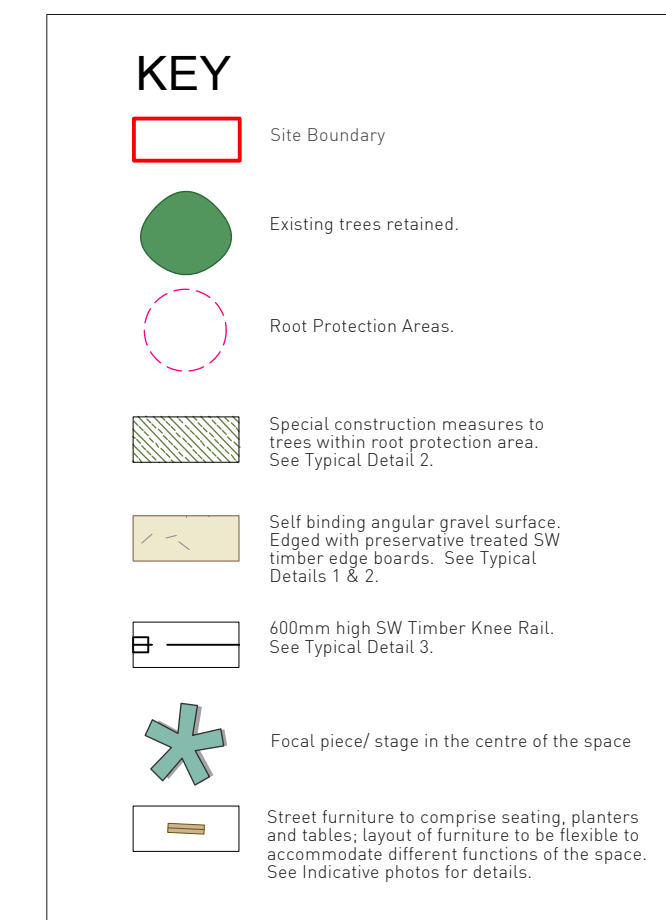 KEY
Site Boundary
Existing trees retained.
Root Protection Areas.
Special construction measures to
trees within root protection area.
See Typical Detail 2.
Self binding angular gravel surface.
Edged with preservative treated SW
timber edge boards.  See Typical
Details 1 & 2.
600mm high SW Timber Knee Rail.
See Typical Detail 3.
Focal piece/ stage in the centre of the space
Street furniture to comprise seating, planters
and tables; layout of furniture to be flexible to
accommodate different functions of the space.
See Indicative photos for details.